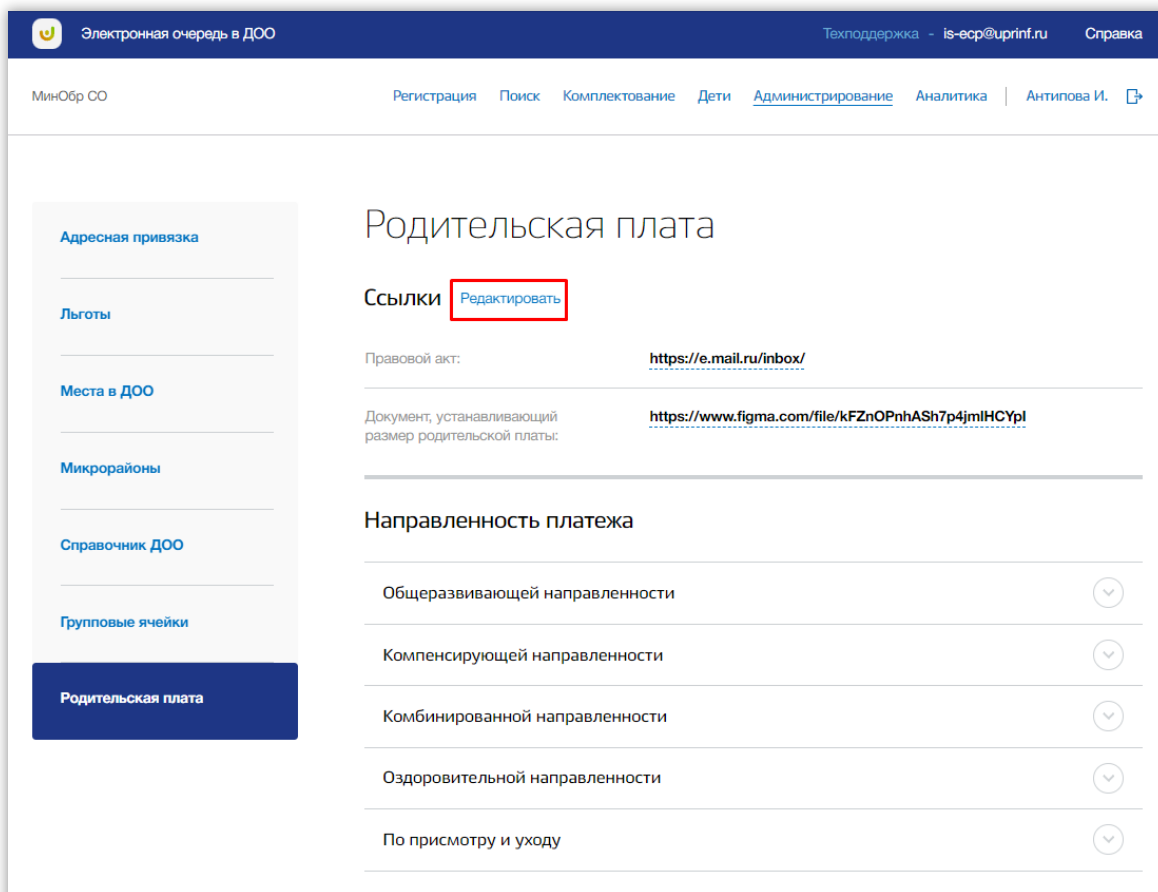 Электронная очередь в ДОО
Техподдержка - is-ecp@uprinf.ru Справка
МинОбр СО
Регистрация Поиск Комплектование Дети Администрирование Аналитика Антипова И.
Адресная привязка
Льготы
Места в ДОО
Микрорайоны
Справочник ДОО
Групповые ячейки
Родительская плата
Родительская плата
Ссылки Редактировать
Правовой акт: https://e.mail.ru/inbox/
Документ, устанавливающий https://www.figma.com/file/kFZnOPnhASh7p4jmlHCYpI
размер родительской платы:
Направленность платежа
Общеразвивающей направленности
Компенсирующей направленности
Комбинированной направленности
Оздоровительной направленности
По присмотру и уходу